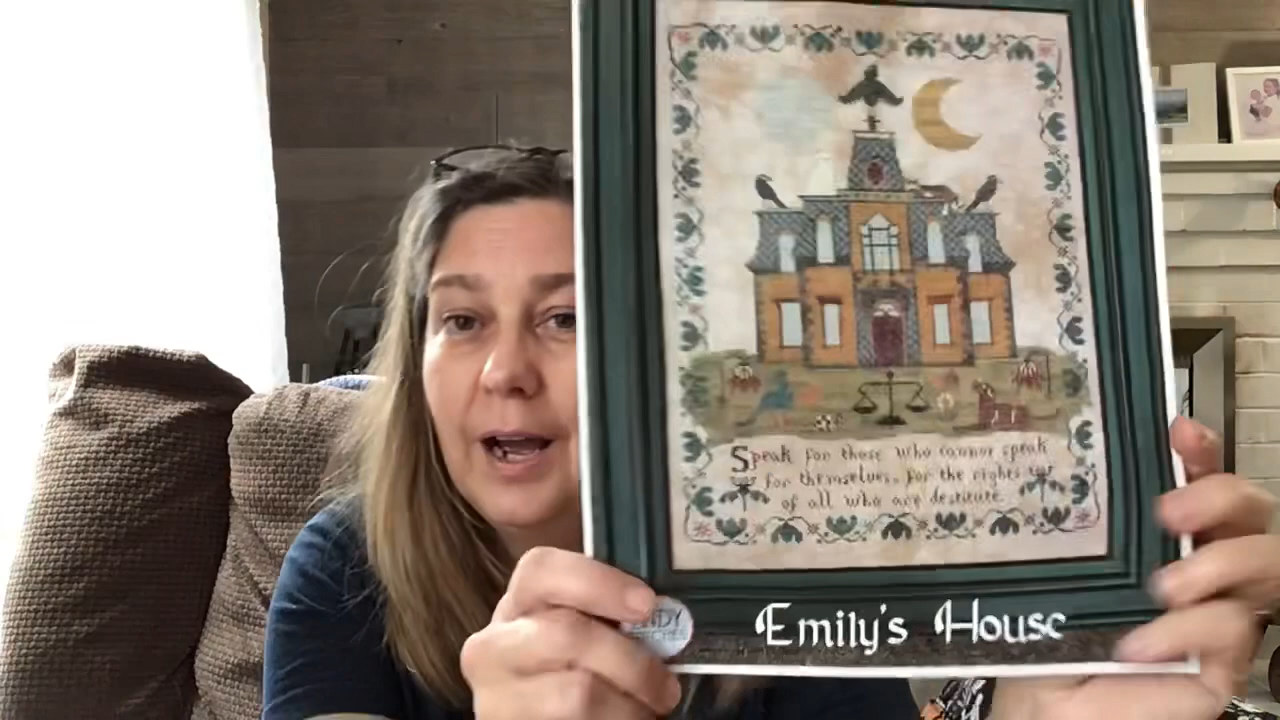 Speak for those who cannot speak
for themselves, for the rights
of all who are destitute.
Emily's House